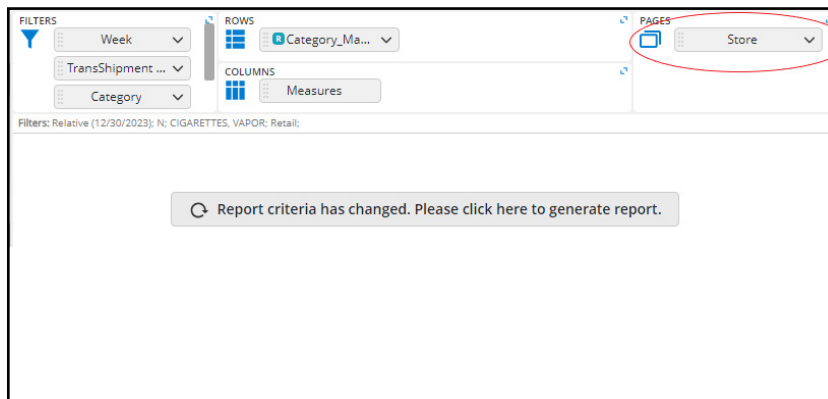 FILTERS
Week
TransShipment ...
Category
ROWS
R Category_Ma...
COLUMNS
Measures
PAGES
Store
Filters: Relative (12/30/2023); N; CIGARETTES, VAPOR; Retail;
Report criteria has changed. Please click here to generate report.